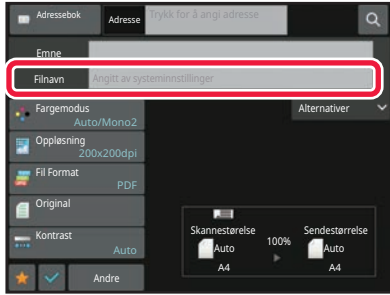 Adressebok
Adresse
Trykk for å angi adresse
Emne
Filnavn
Angitt av systeminnstillinger
Fargemodus
Auto/Mono2
Alternativer
Oppløsning
200x200dpi
Fil Format
PDF
Original
Kontrast
Auto
Skannestørelse
Auto
A4
100%
Sendestørrelse
Auto
A4
Andre